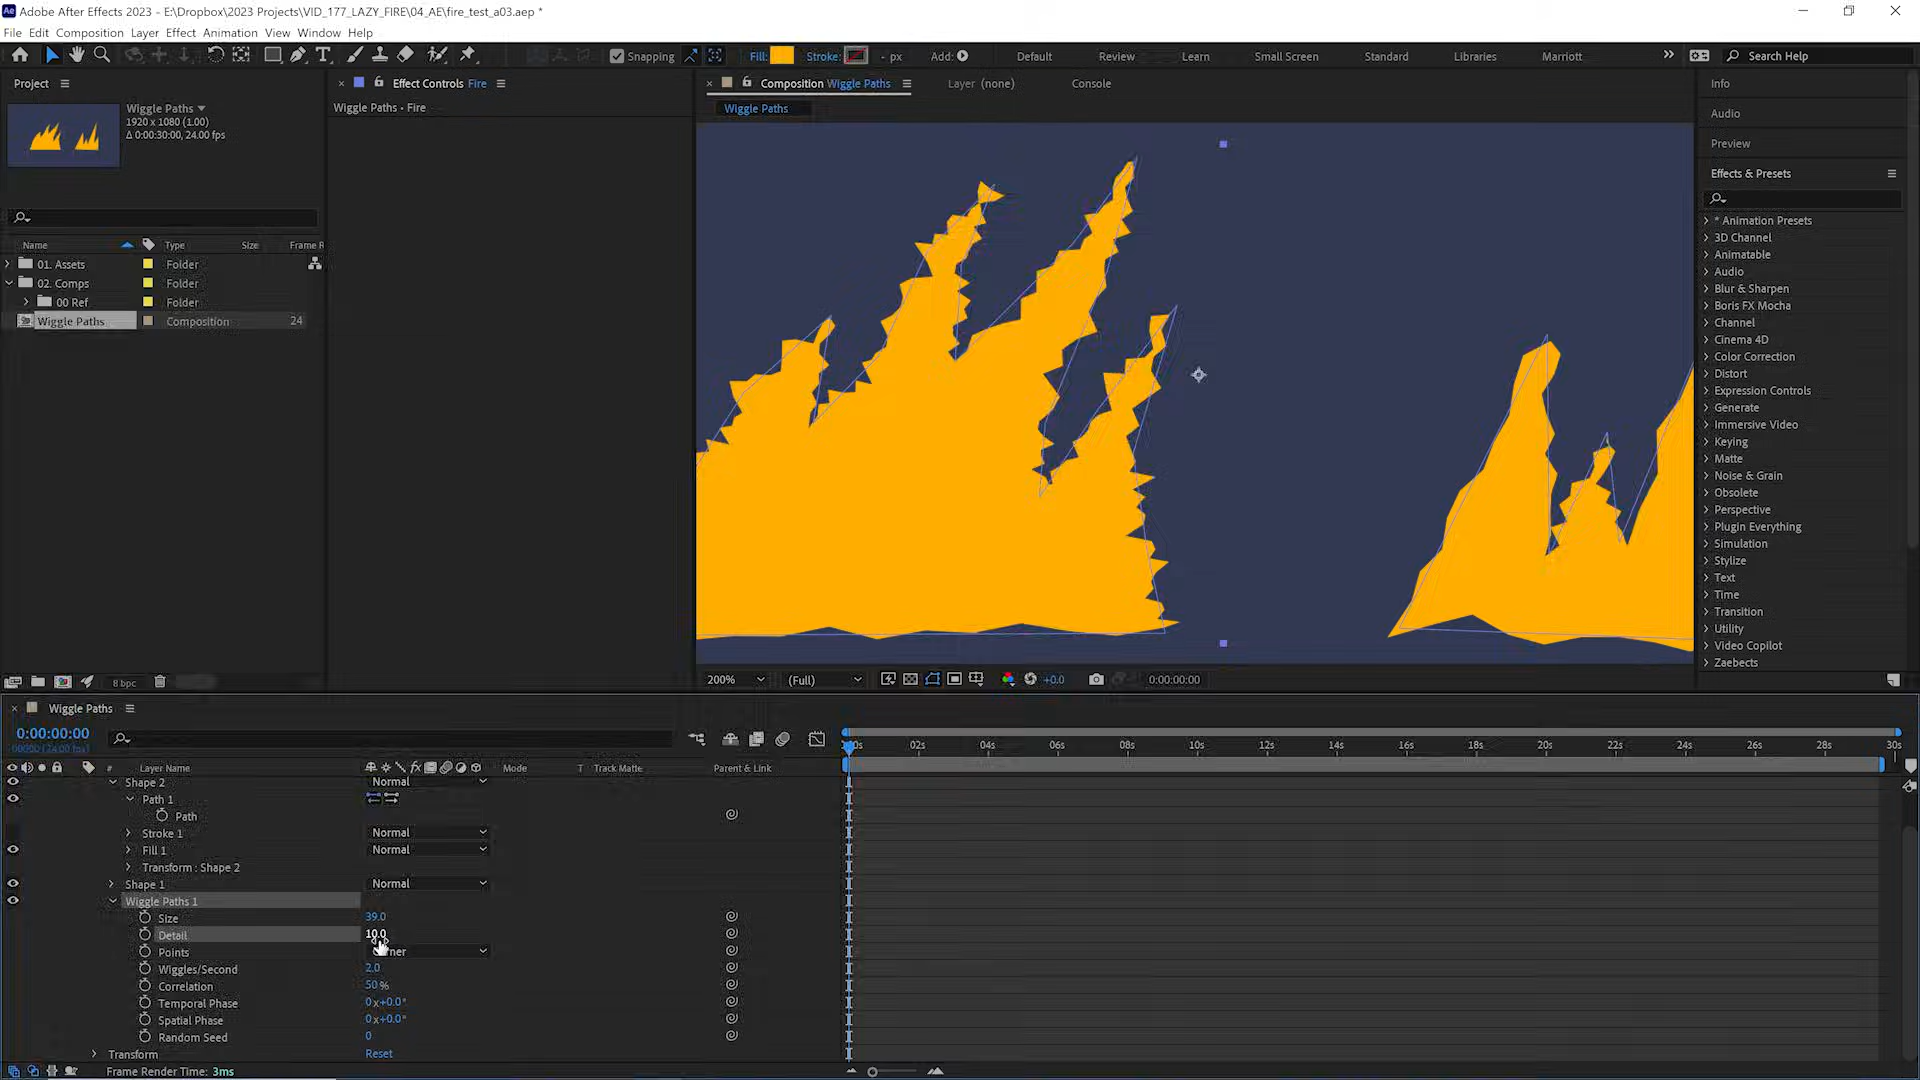 Adobe After Effects 2023 - E:\Dropbox\2023 Projects\VID_177_LAZY_FIRE\04_AE\fire_test_a03.aep *
File Edit Composition Layer Effect Animation View Window Help
Snapping Fill: Stroke: - px Add: Default Review Learn Small Screen Standard Libraries Marriott Search Help
Project
Effect Controls Fire
Composition Wiggle Paths
Layer (none)
Console
Wiggle Paths • Fire
Wiggle Paths
Wiggle Paths
1920 x 1080 (1.00)
Δ 0:00:30:00, 24.00 fps
Name Type Size Frame R
01. Assets Folder
02. Comps Folder
00 Ref Folder
Wiggle Paths Composition 24
8 bpc
200% (Full) +0.0 0:00:00:00
Info
Audio
Preview
Effects & Presets
* Animation Presets
3D Channel
Animatable
Audio
Blur & Sharpen
Boris FX Mocha
Channel
Cinema 4D
Color Correction
Distort
Expression Controls
Generate
Immersive Video
Keying
Matte
Noise & Grain
Obsolete
Perspective
Plugin Everything
Simulation
Stylize
Text
Time
Transition
Utility
Video Copilot
Zaebects
Wiggle Paths
0:00:00:00
00000 (24.00 fps)
02s 04s 06s 08s 10s 12s 14s 16s 18s 20s 22s 24s 26s 28s 30s
# Layer Name Mode T Track Matte Parent & Link
Shape 2 Normal
Path 1
Path
Stroke 1 Normal
Fill 1 Normal
Transform : Shape 2
Shape 1 Normal
Wiggle Paths 1
Size 39.0
Detail 10.0
Points
Wiggles/Second 2.0
Correlation 50 %
Temporal Phase 0 x+0.0°
Spatial Phase 0 x+0.0°
Random Seed 0
Transform Reset
Frame Render Time: 3ms